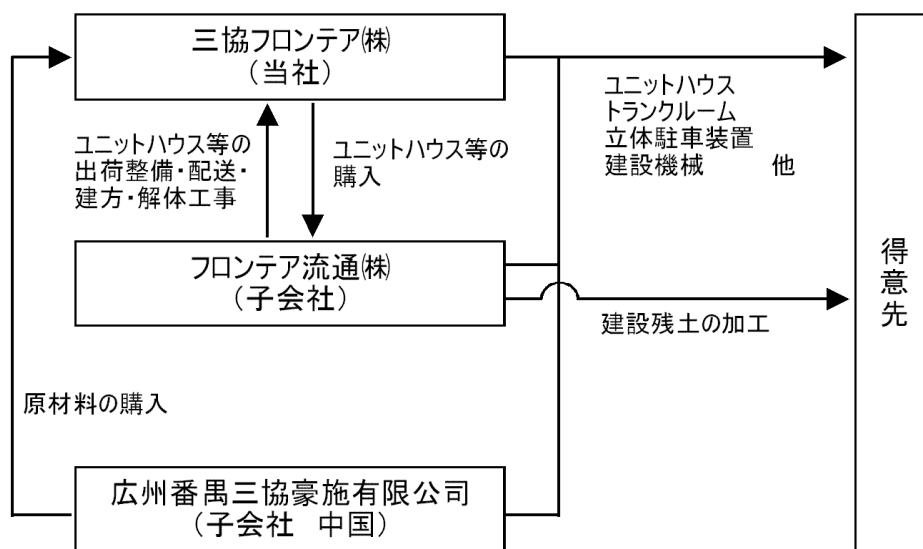 三協フロンテア㈱
(当社)
ユニットハウス
トランクルーム
立体駐車装置
建設機械　　他
ユニットハウス等の
出荷整備・配送・
建方・解体工事
ユニットハウス等の
購入
フロンテア流通㈱
(子会社)
建設残土の加工
得意先
原材料の購入
広州番禺三協豪施有限公司
(子会社　中国)